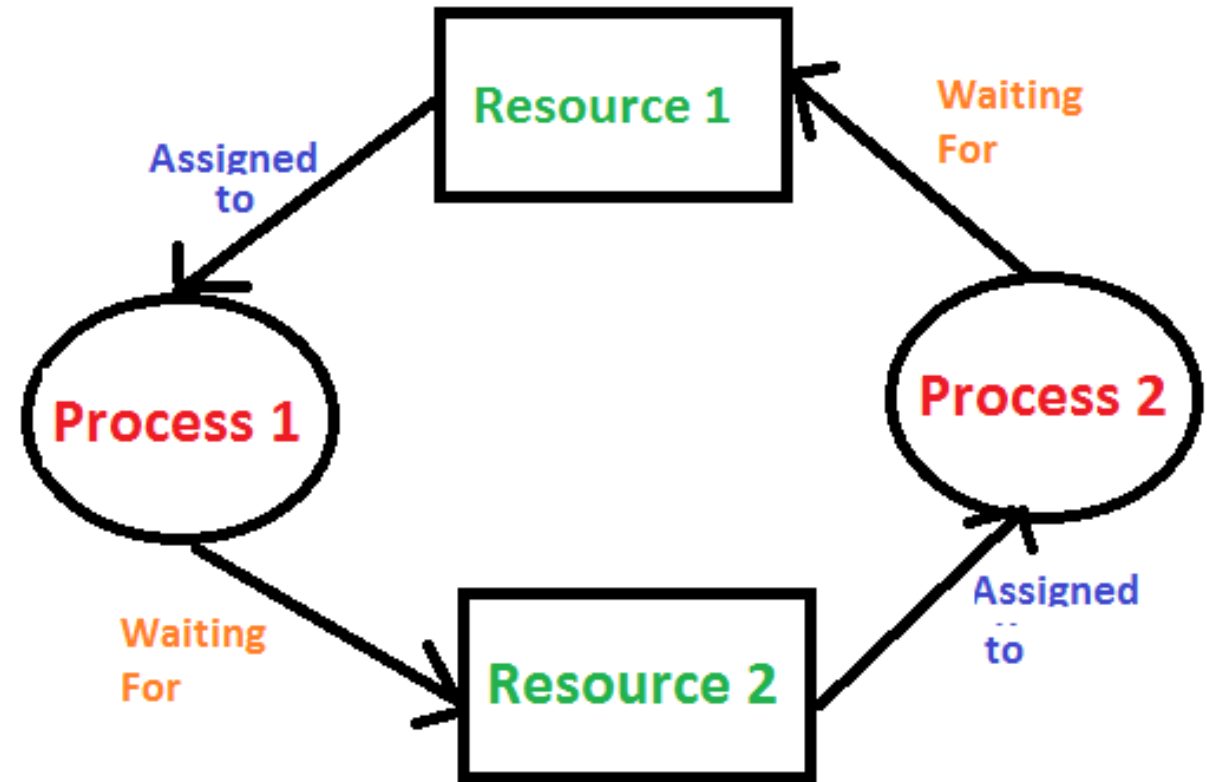 Resource 1
Waiting
For
Assigned
to
Process 1
Process 2
Waiting
For
Resource 2
Assigned
to